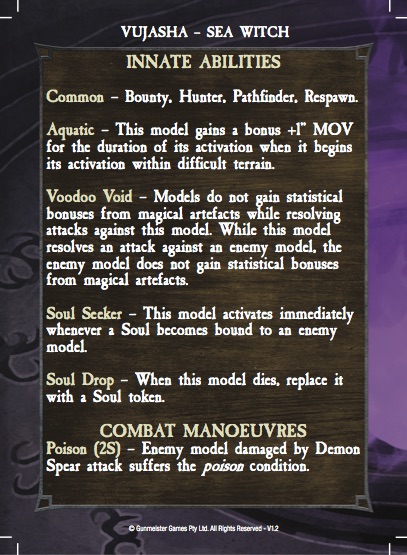 VUJASHA – SEA WITCH
INNATE ABILITIES
Common – Bounty, Hunter, Pathfinder, Respawn.
Aquatic – This model gains a bonus +1" MOV
for the duration of its activation when it begins
its activation within difficult terrain.
Voodoo Void – Models do not gain statistical
bonuses from magical artefacts while resolving
attacks against this model. While this model
resolves an attack against an enemy model, the
enemy model does not gain statistical bonuses
from magical artefacts.
Soul Seeker – This model activates immediately
whenever a Soul becomes bound to an enemy
model.
Soul Drop – When this model dies, replace it
with a Soul token.
COMBAT MANOEUVRES
Poison (2S) – Enemy model damaged by Demon
Spear attack suffers the poison condition.
© Gunmeister Games Pty Ltd. All Rights Reserved - V1.2